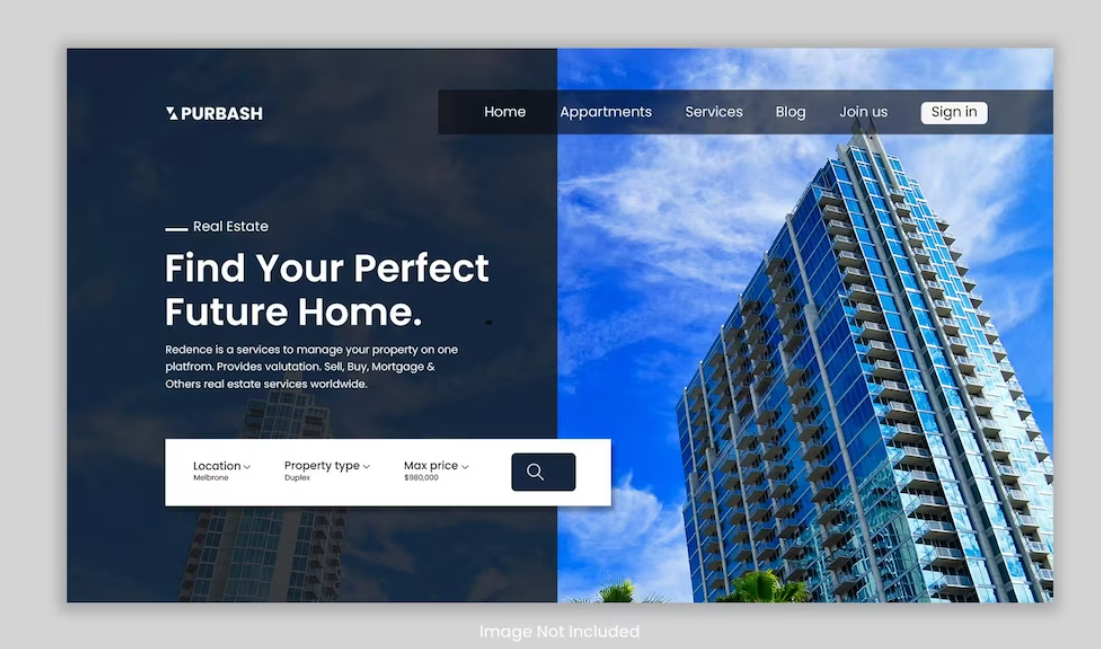 PURBASH
Home Appartments Services Blog Join us Sign in
Real Estate
Find Your Perfect
Future Home.
Redence is a services to manage your property on one
platfrom. Provides valutation. Sell, Buy, Mortgage &
Others real estate services worldwide.
Location Property type Max price
Melbrone Duplex $980,000
Image Not Included